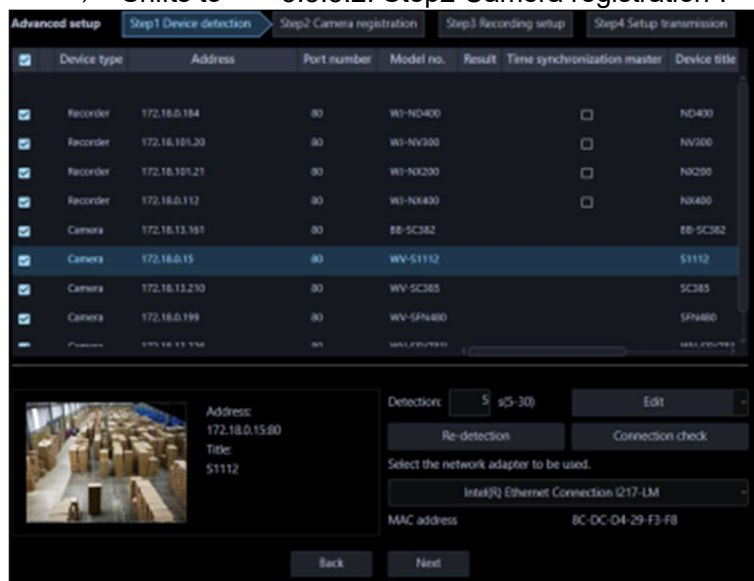 Shifts to
Step2 Camera registration
Advanced setup Step1 Device detection Step2 Camera registration Step3 Recording setup Step4 Setup transmission
Device type Address Port number Model no. Result Time synchronization master Device title
Recorder 172.18.0.184 80 WJ-ND400 ND400
Recorder 172.18.101.20 80 WJ-NV300 NV300
Recorder 172.18.101.21 80 WJ-NX200 NX200
Recorder 172.18.0.112 80 WJ-NX400 NX400
Camera 172.18.13.161 80 BB-SC382 BB-SC382
Camera 172.18.0.15 80 WV-S1112 S1112
Camera 172.18.13.210 80 WV-SC385 SC385
Camera 172.18.0.199 80 WV-SFN480 SFN480
Address:
172.18.0.15:80
Title:
S1112
Detection: 5 s(5-30) Edit
Re-detection Connection check
Select the network adapter to be used.
Intel(R) Ethernet Connection I217-LM
MAC address 8C-DC-D4-29-F3-F8
Back Next